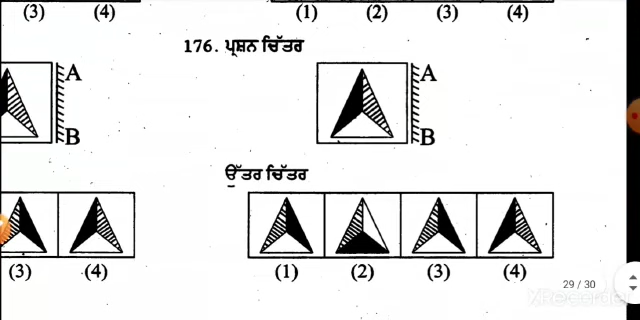 (3) (4) (1) (2) (3) (4)
176. ਪ੍ਰਸ਼ਨ ਚਿੱਤਰ
A A
B B
ਉੱਤਰ ਚਿੱਤਰ
(3) (4) (1) (2) (3) (4)
29 / 30